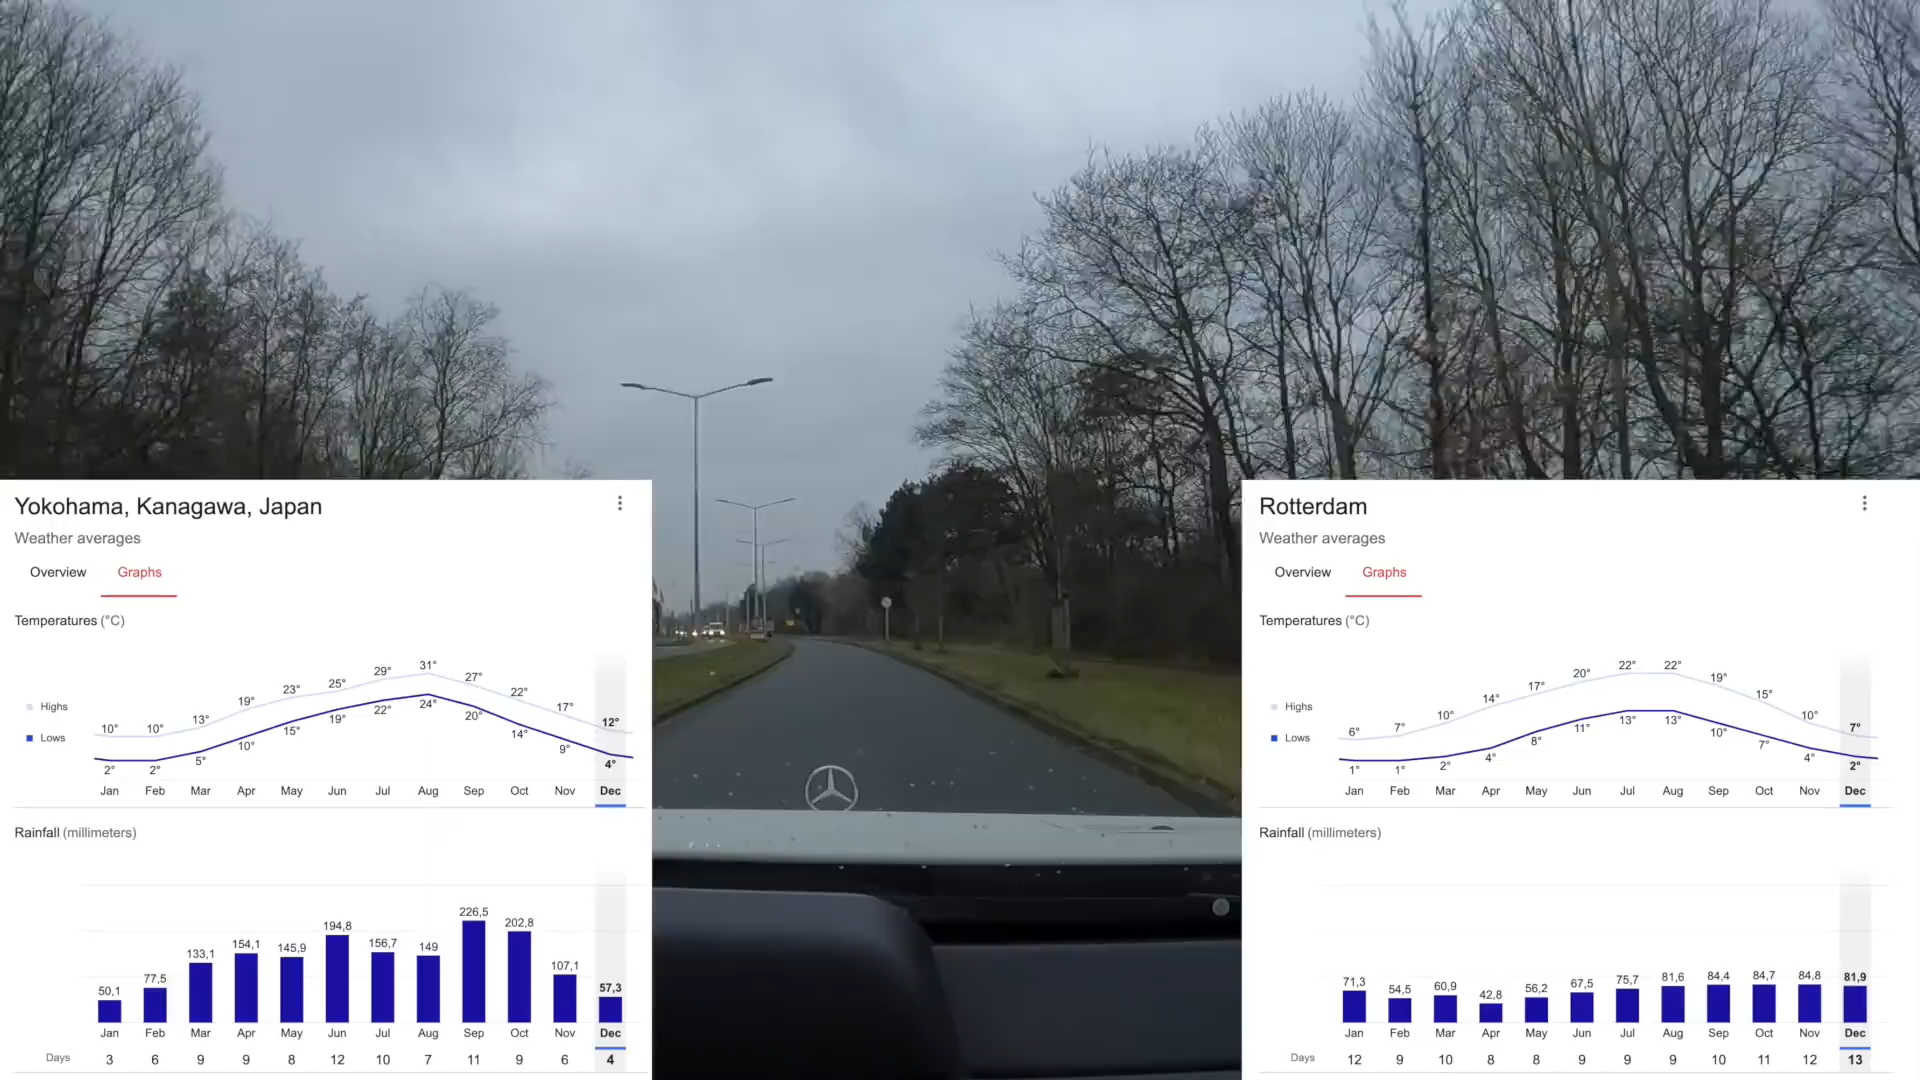 Yokohama, Kanagawa, Japan
Weather averages
Overview Graphs
Temperatures (°C)
Highs
Lows
10° 10° 13° 19° 23° 25° 29° 31° 27° 22° 17° 12°
2° 2° 5° 10° 15° 19° 22° 24° 20° 14° 9° 4°
Jan Feb Mar Apr May Jun Jul Aug Sep Oct Nov Dec
Rainfall (millimeters)
50,1 77,5 133,1 154,1 145,9 194,8 156,7 149 226,5 202,8 107,1 57,3
Jan Feb Mar Apr May Jun Jul Aug Sep Oct Nov Dec
Days 3 6 9 9 8 12 10 7 11 9 6 4
Rotterdam
Weather averages
Overview Graphs
Temperatures (°C)
Highs
Lows
6° 7° 10° 14° 17° 20° 22° 22° 19° 15° 10° 7°
1° 1° 2° 4° 8° 11° 13° 13° 10° 7° 4° 2°
Jan Feb Mar Apr May Jun Jul Aug Sep Oct Nov Dec
Rainfall (millimeters)
71,3 54,5 60,9 42,8 56,2 67,5 75,7 81,6 84,4 84,7 84,8 81,9
Jan Feb Mar Apr May Jun Jul Aug Sep Oct Nov Dec
Days 12 9 10 8 8 9 9 9 10 11 12 13